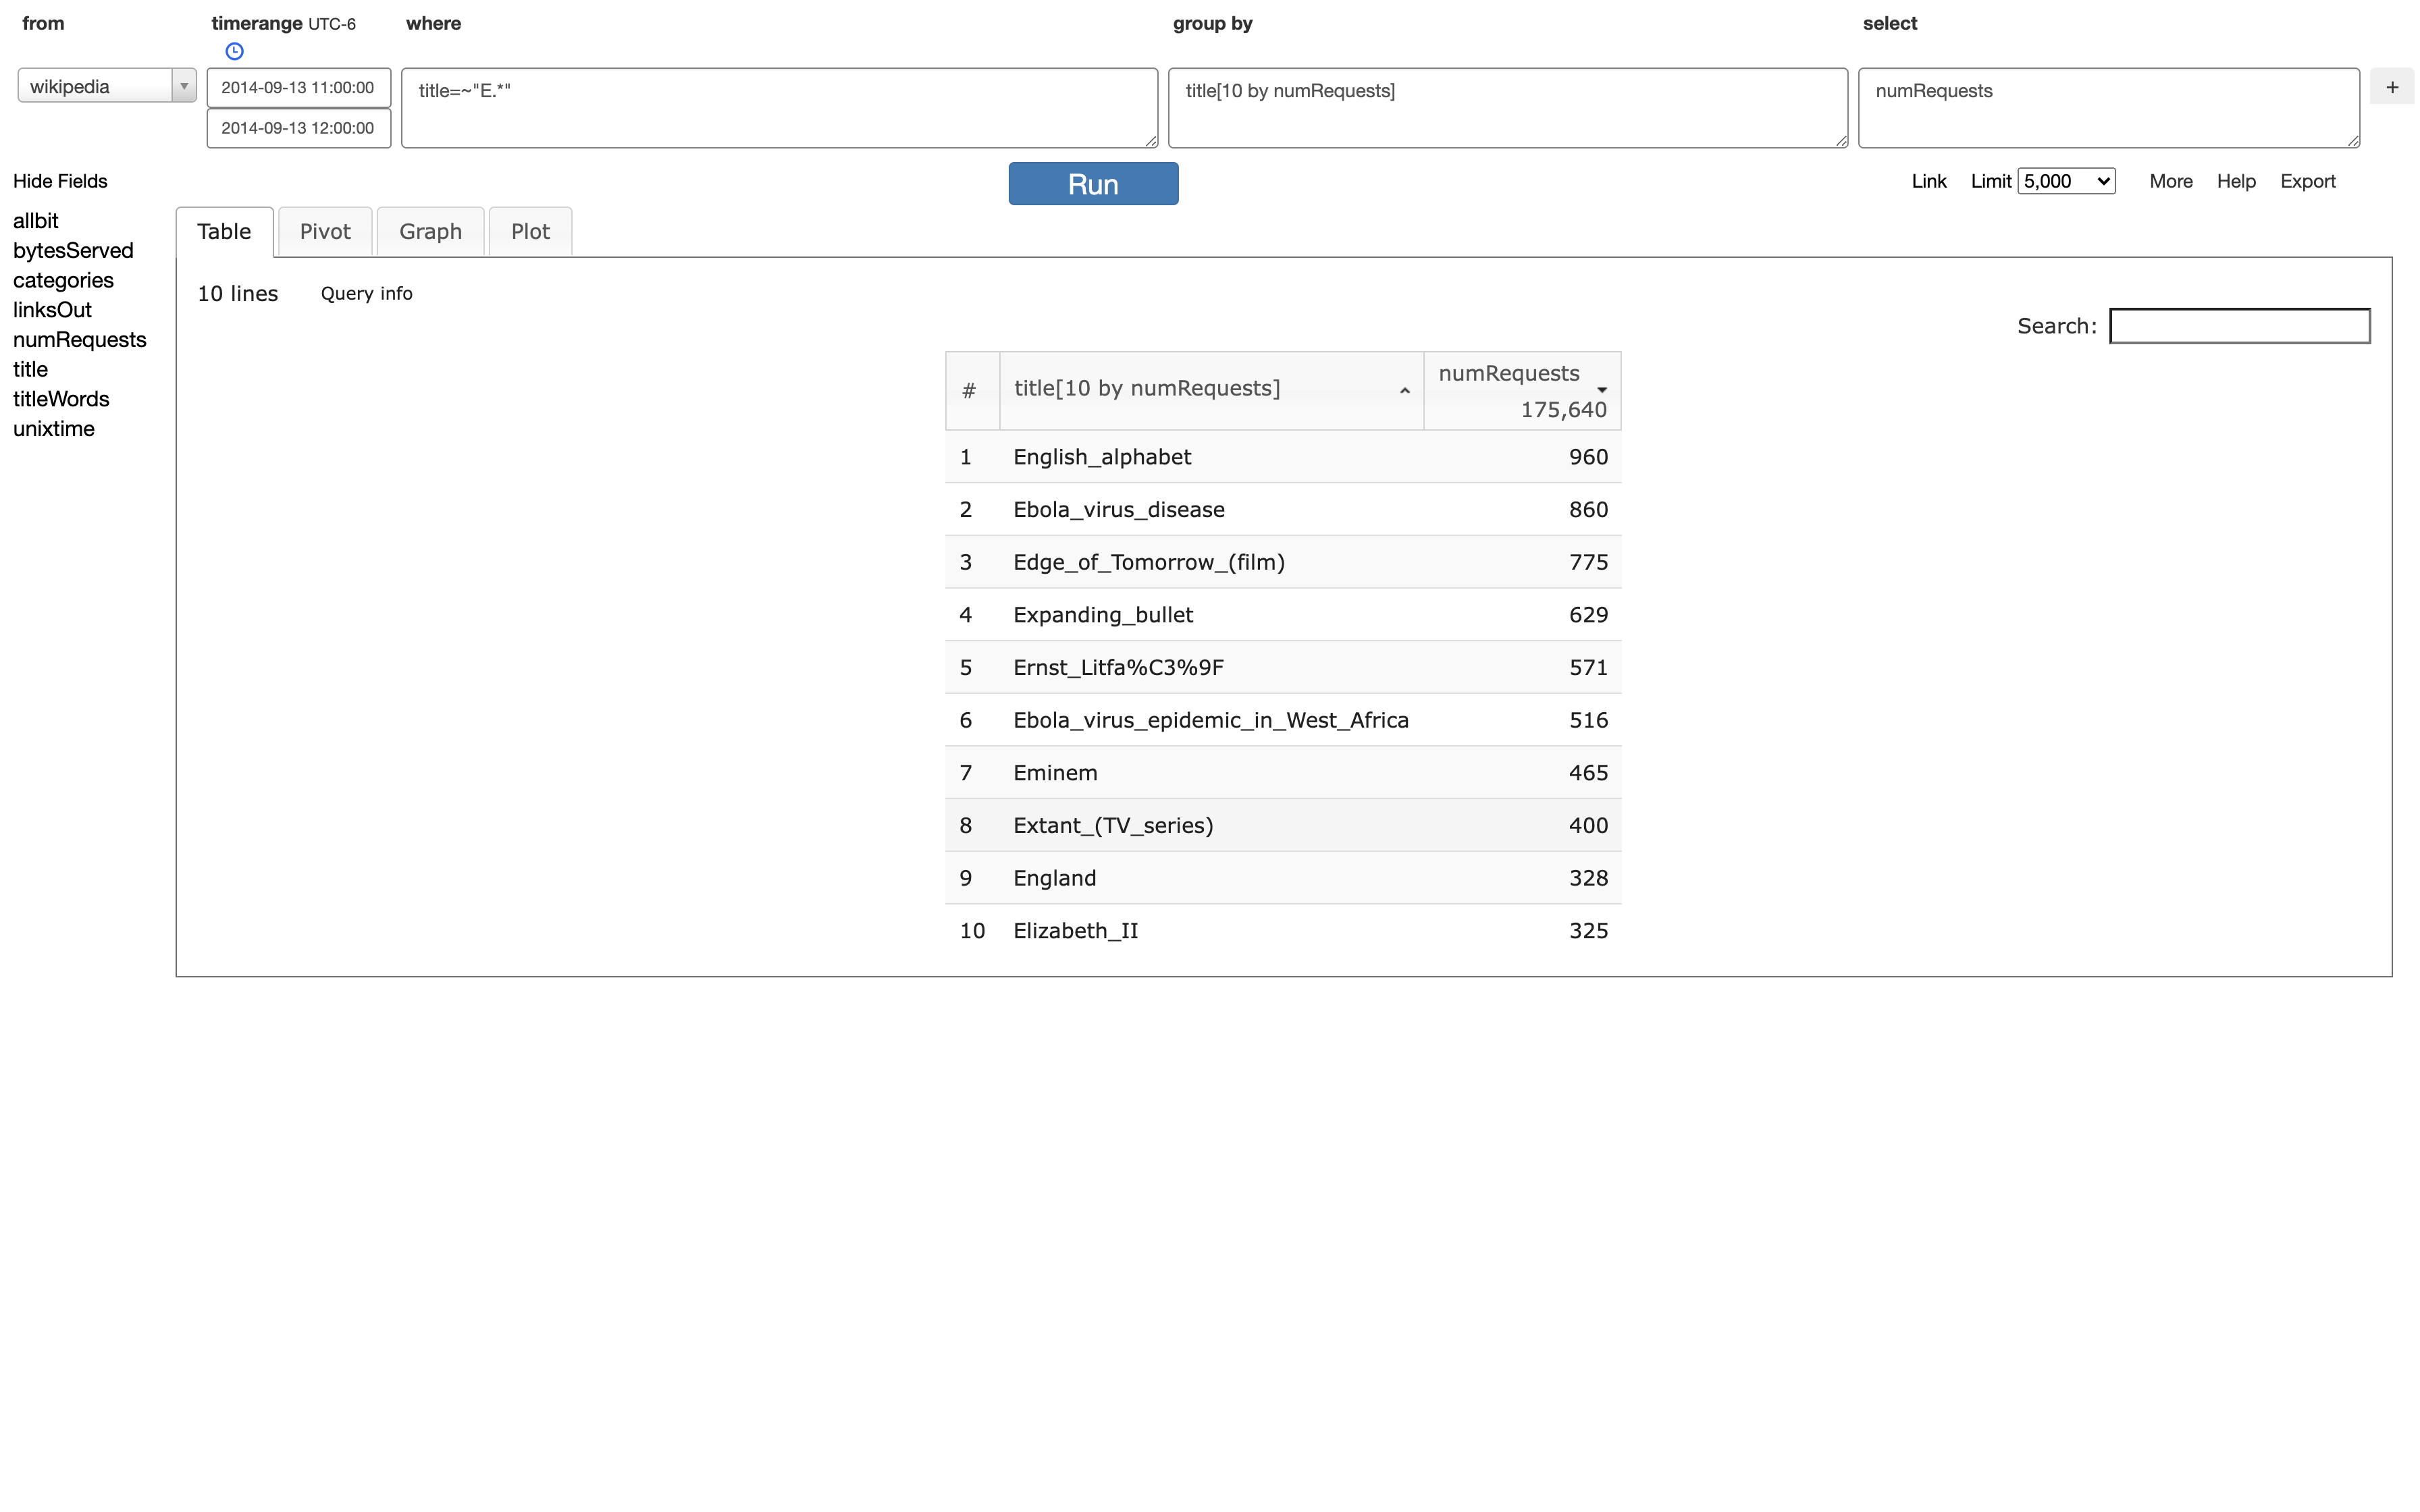 from
timerange UTC-6
where
group by
select
wikipedia
2014-09-13 11:00:00
2014-09-13 12:00:00
title=~"E.*"
title[10 by numRequests]
numRequests
+
Hide Fields
Run
Link
Limit 5,000
More
Help
Export
allbit
bytesServed
categories
linksOut
numRequests
title
titleWords
unixtime
Table
Pivot
Graph
Plot
10 lines
Query info
Search:
# title[10 by numRequests] numRequests
175,640
1 English_alphabet 960
2 Ebola_virus_disease 860
3 Edge_of_Tomorrow_(film) 775
4 Expanding_bullet 629
5 Ernst_Litfa%C3%9F 571
6 Ebola_virus_epidemic_in_West_Africa 516
7 Eminem 465
8 Extant_(TV_series) 400
9 England 328
10 Elizabeth_II 325